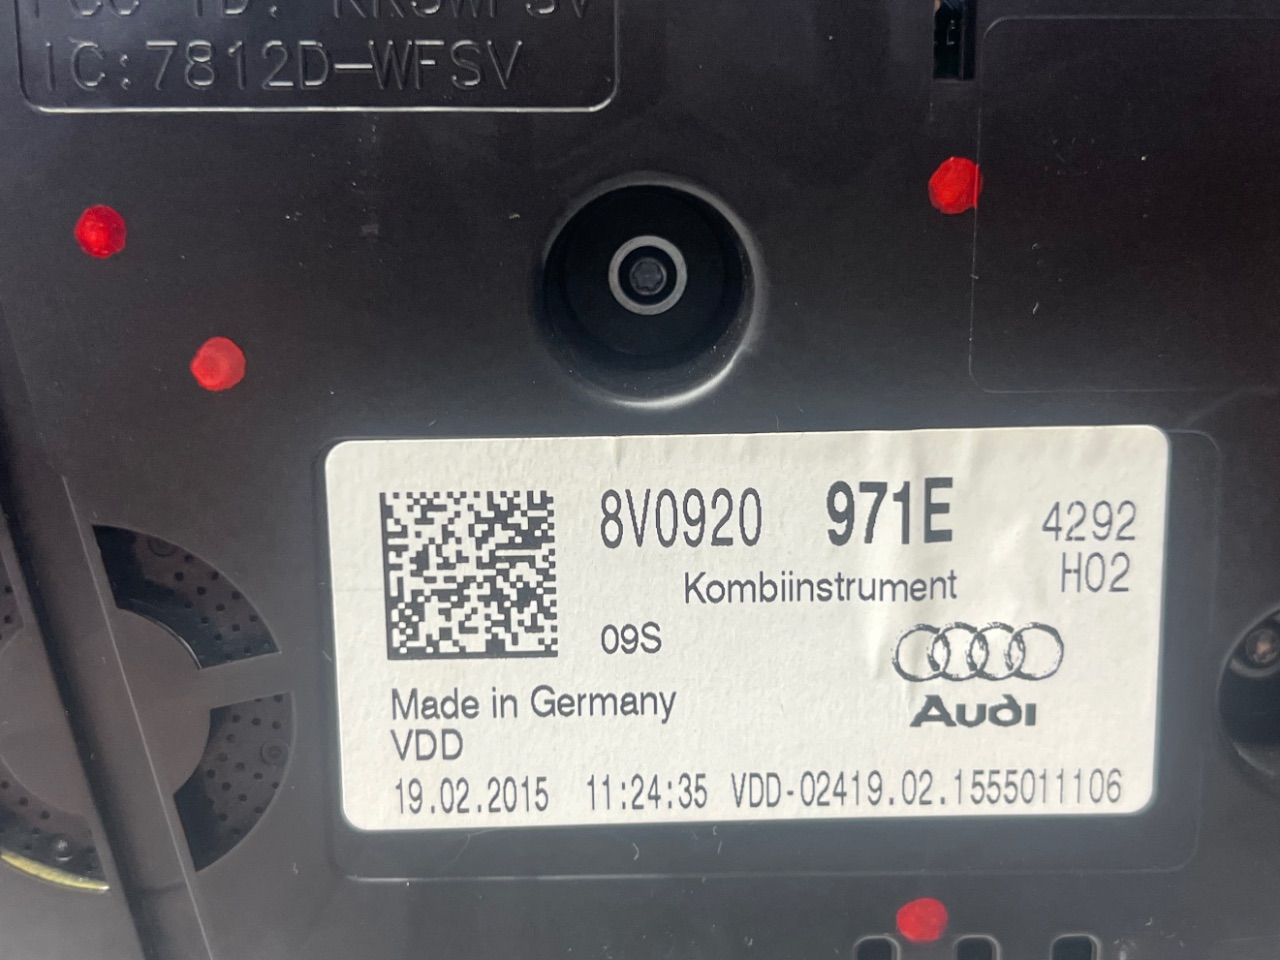 IC:7812D-WFSV
8V0920 971E 4292
H02
Kombiinstrument
09S
Audi
Made in Germany
VDD
19.02.2015 11:24:35 VDD-02419.02.1555011106